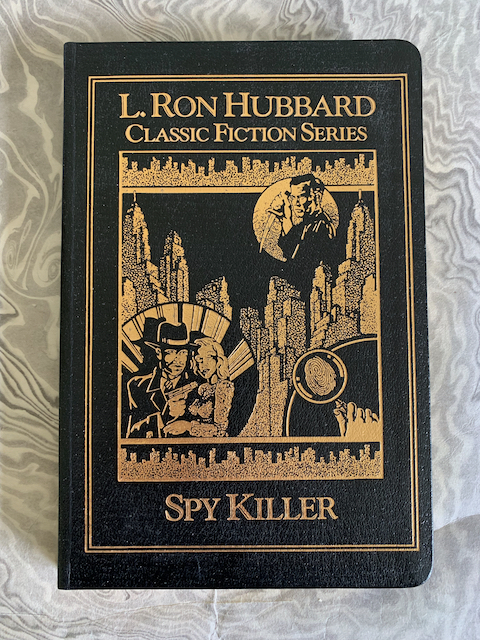 L. RON HUBBARD
CLASSIC FICTION SERIES
SPY KILLER